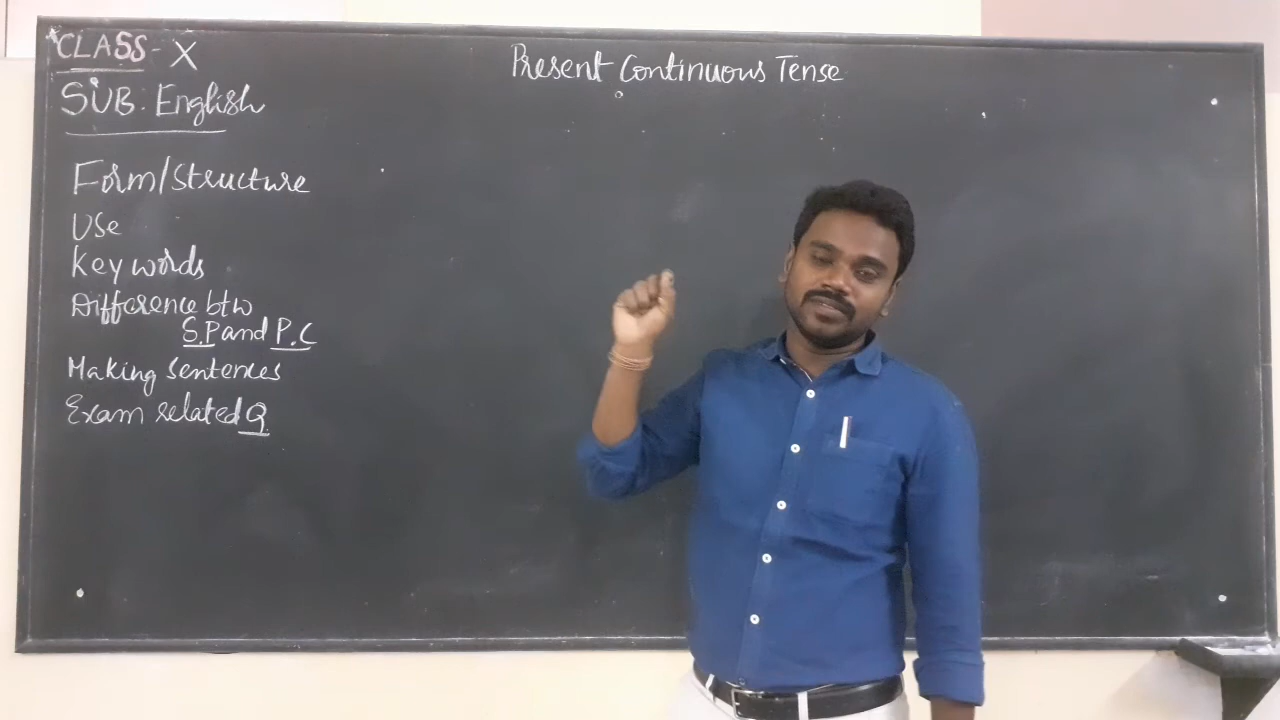 CLASS - X
SUB: English
Present Continuous Tense
Form/Structure
Use
Key words
Difference btw
S.P and P.C
Making Sentences
Exam related Q.